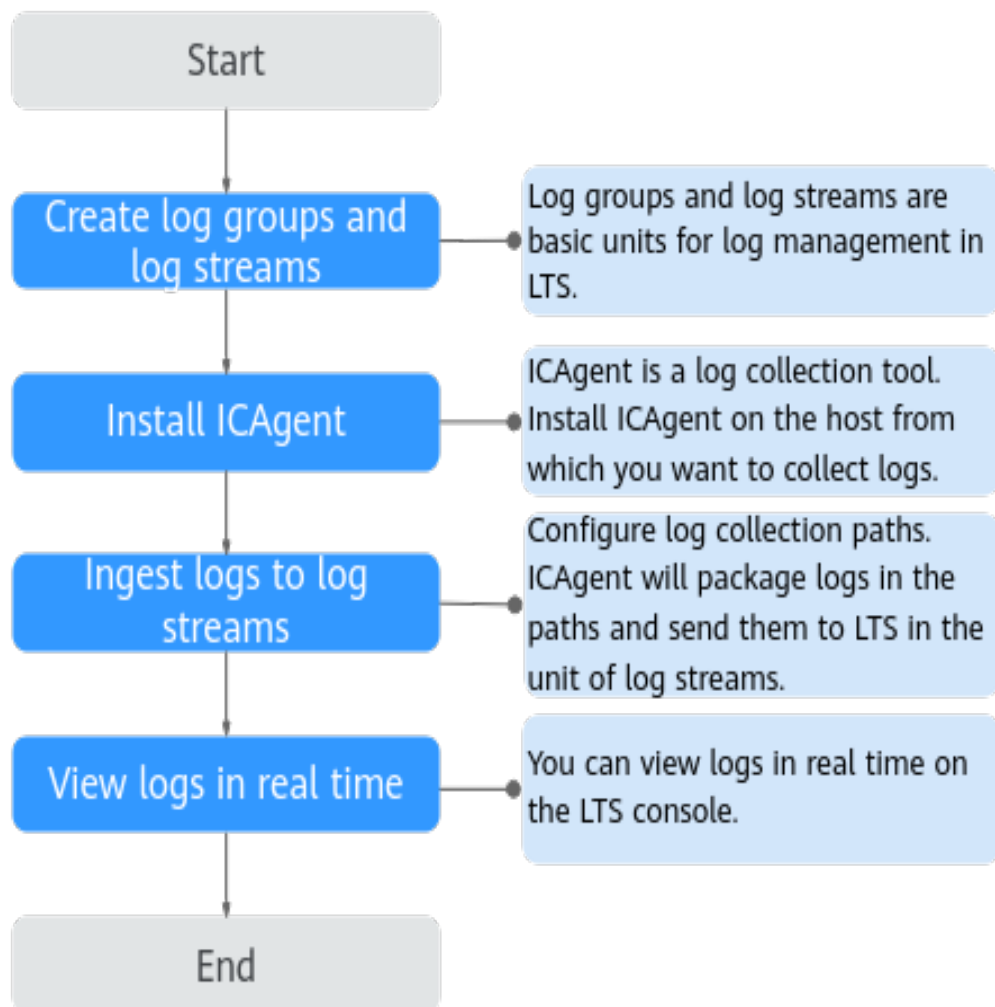 Start
Create log groups and
log streams
Log groups and log streams are
basic units for log management in
LTS.
Install ICAgent
ICAgent is a log collection tool.
Install ICAgent on the host from
which you want to collect logs.
Ingest logs to log
streams
Configure log collection paths.
ICAgent will package logs in the
paths and send them to LTS in the
unit of log streams.
View logs in real time
You can view logs in real time on
the LTS console.
End